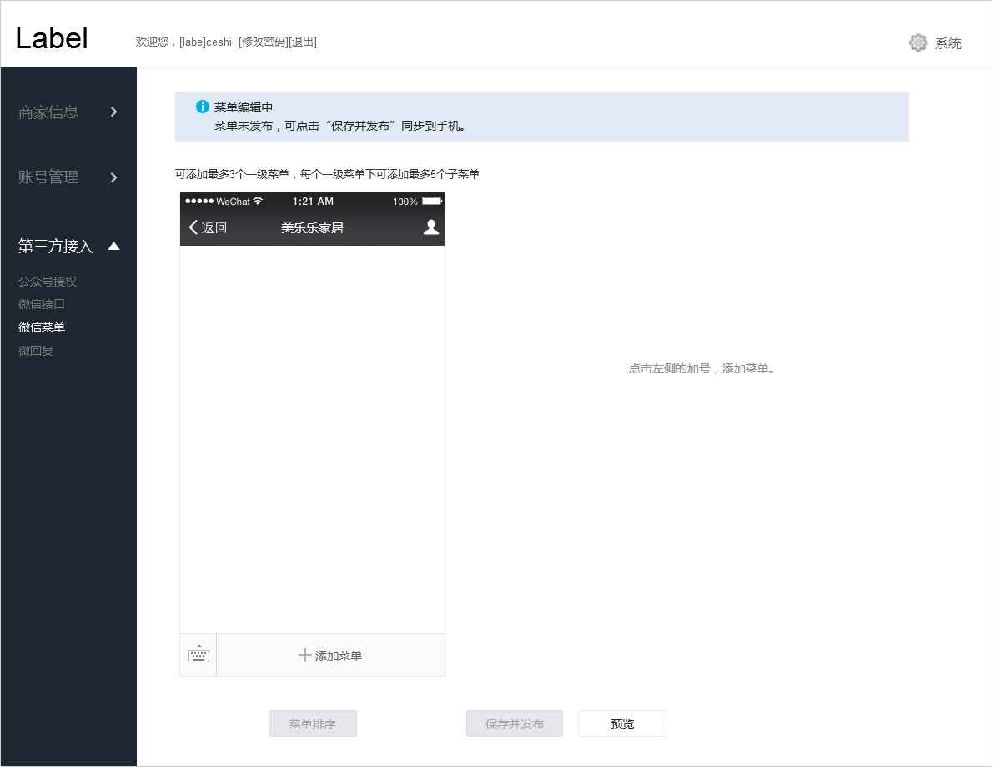 Label
欢迎您，[labe]ceshi [修改密码][退出]
系统
商家信息
账号管理
第三方接入
公众号授权
微信接口
微信菜单
微回复
菜单编辑中
菜单未发布，可点击“保存并发布”同步到手机。
可添加最多3个一级菜单，每个一级菜单下可添加最多5个子菜单
WeChat 1:21 AM 100%
返回 美乐乐家居
点击左侧的加号，添加菜单。
添加菜单
菜单排序 保存并发布 预览